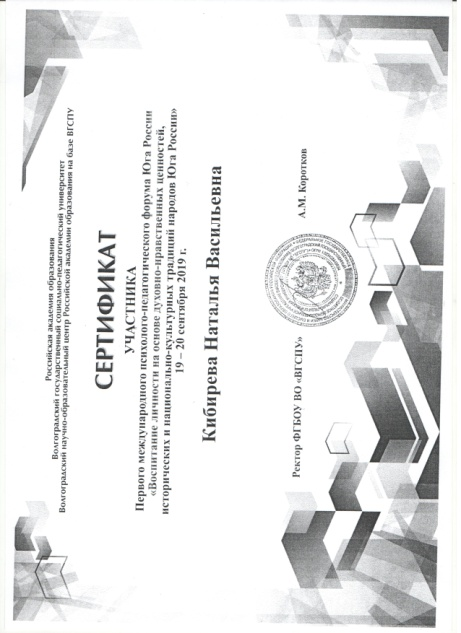 Российская академия образования
Волгоградский государственный социально-педагогический университет
Волгоградский научно-образовательный центр Российской академии образования на базе ВГСПУ
СЕРТИФИКАТ
УЧАСТНИКА
Первого международного психолого-педагогического форума Юга России
«Воспитание личности на основе духовно-нравственных ценностей,
исторических и национально-культурных традиций народов Юга России»
19 – 20 сентября 2019 г.
Кибирева Наталья Васильевна
Ректор ФГБОУ ВО «ВГСПУ» А.М. Коротков